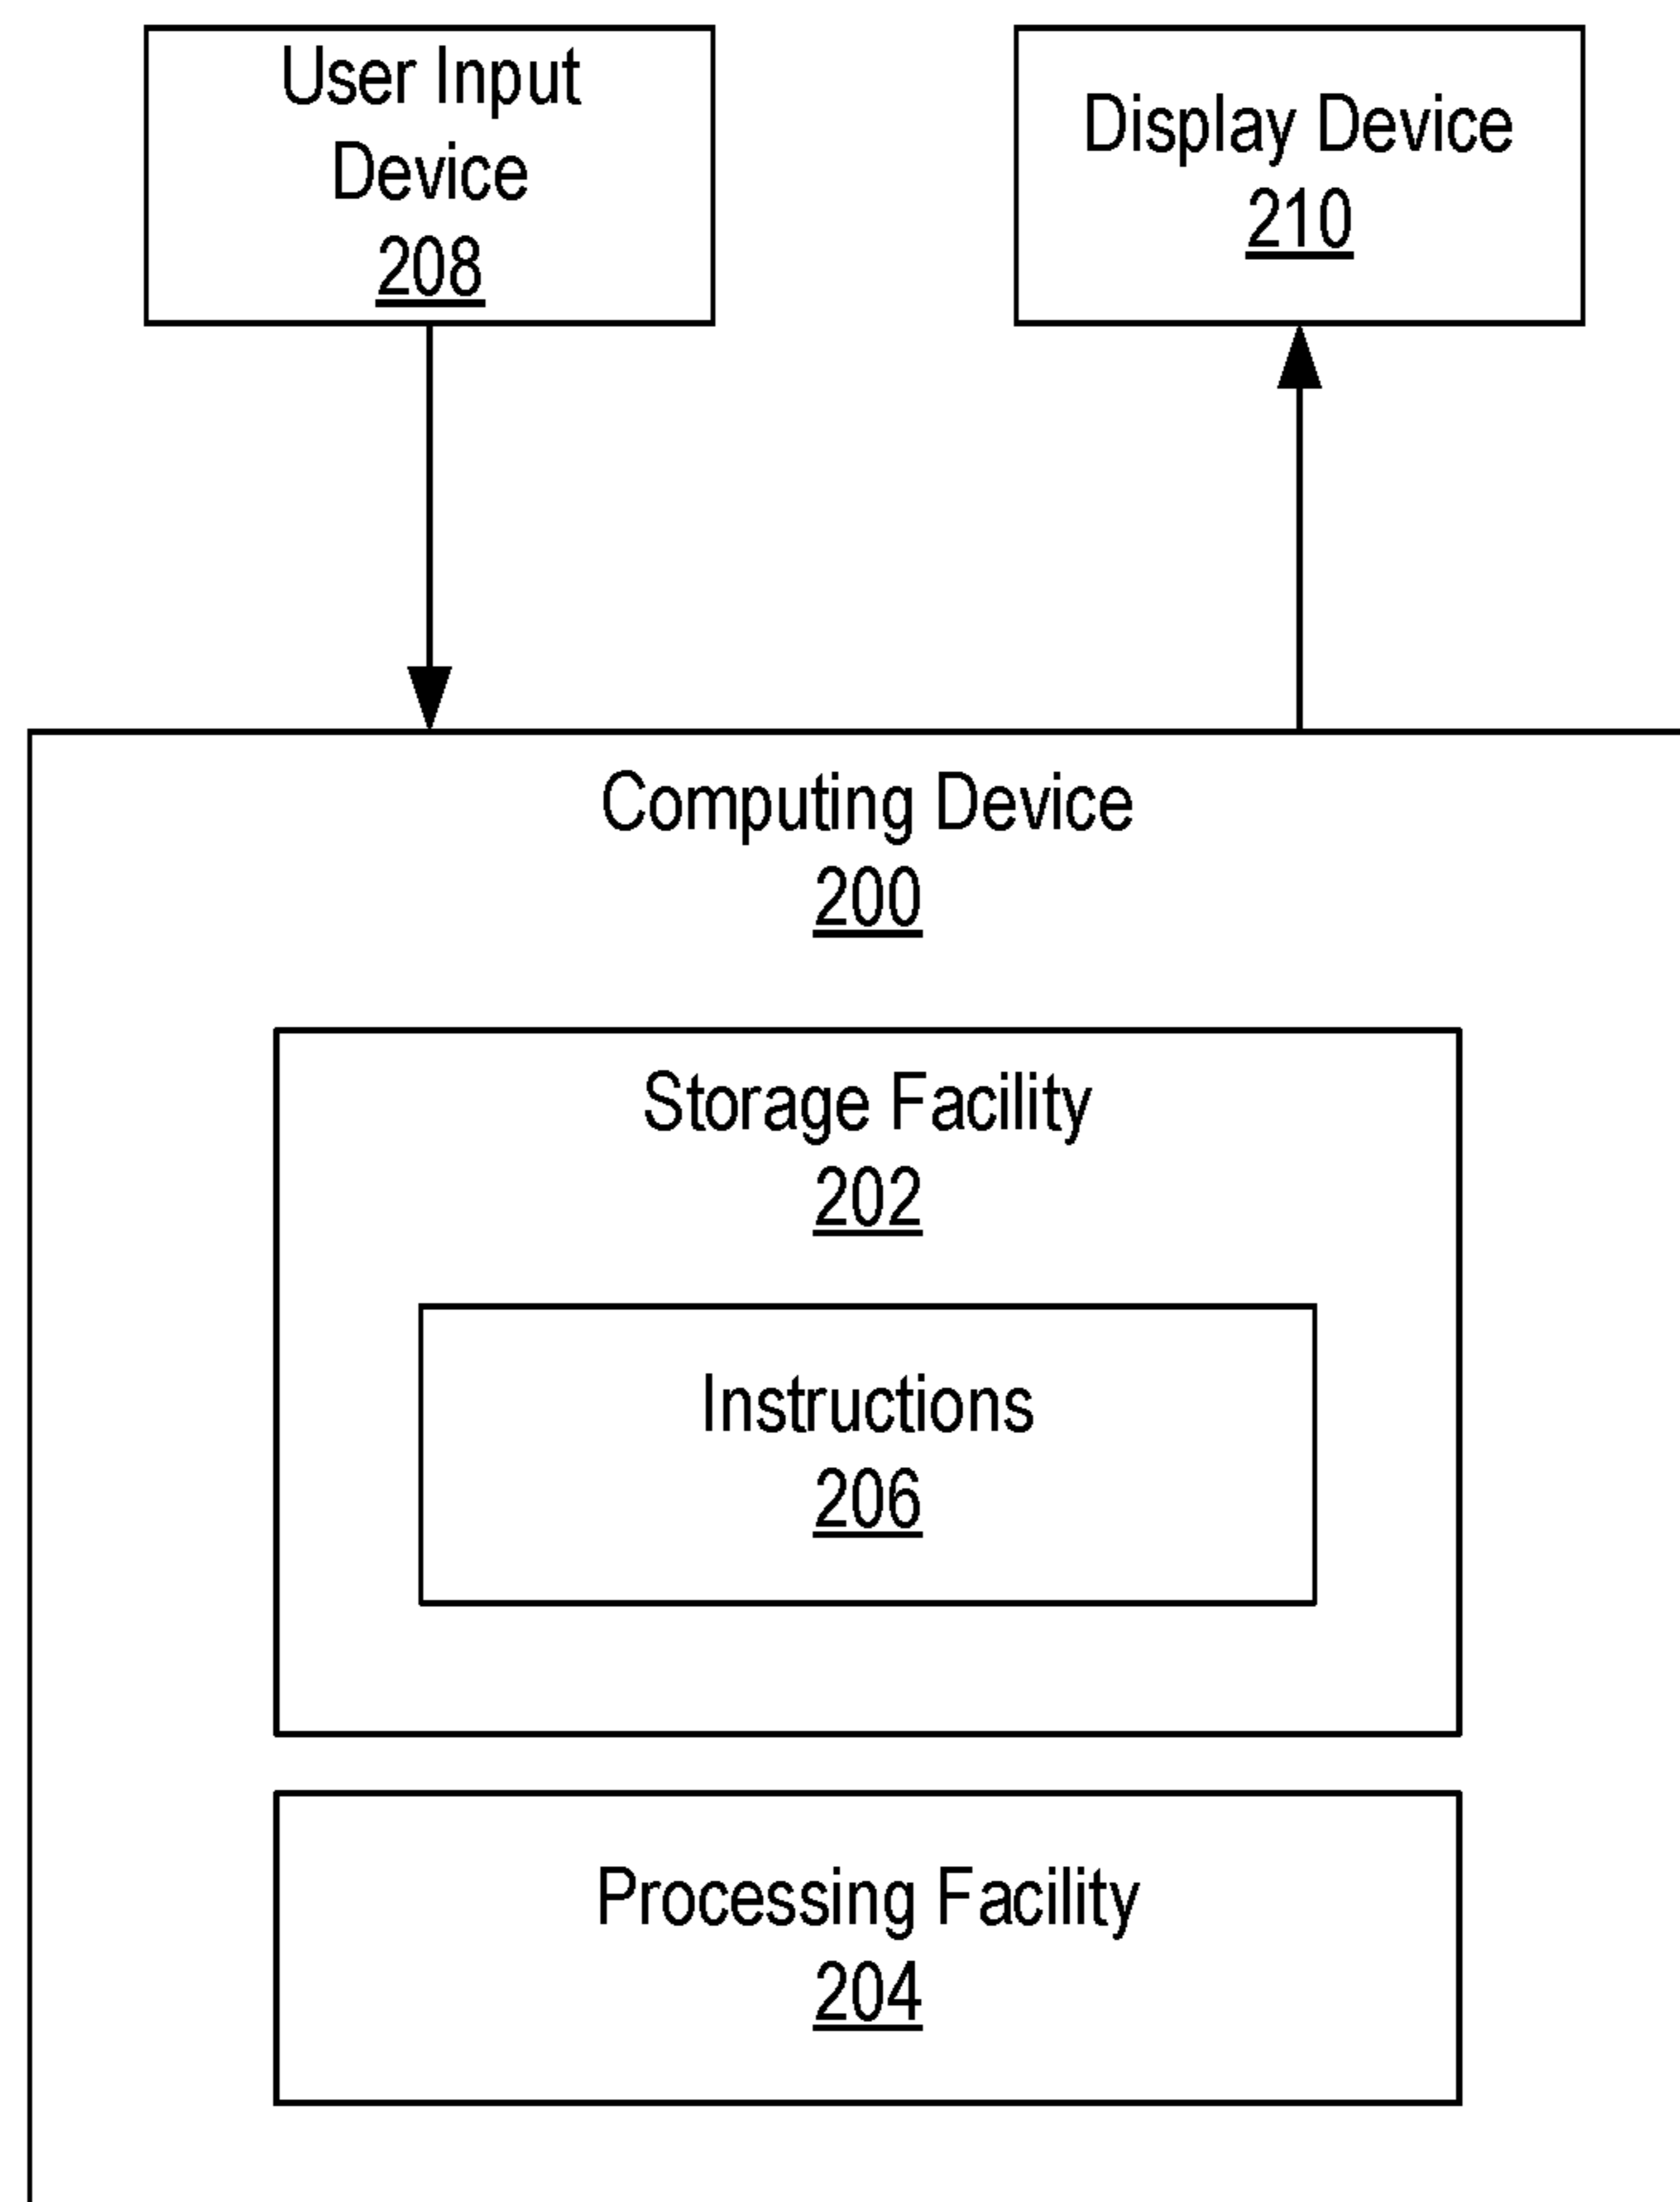 User Input
Device
208
Display Device
210
Computing Device
200
Storage Facility
202
Instructions
206
Processing Facility
204